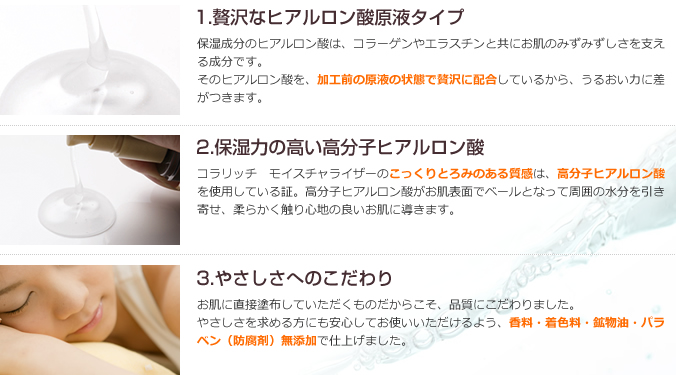 1.贅沢なヒアルロン酸原液タイプ
保湿成分のヒアルロン酸は、コラーゲンやエラスチンと共にお肌のみずみずしさを支え
る成分です。
そのヒアルロン酸を、加工前の原液の状態で贅沢に配合しているから、うるおい力に差
がつきます。
2.保湿力の高い高分子ヒアルロン酸
コラリッチ　モイスチャライザーのこっくりとろみのある質感は、高分子ヒアルロン酸
を使用している証。高分子ヒアルロン酸がお肌表面でベールとなって周囲の水分を引き
寄せ、柔らかく触り心地の良いお肌に導きます。
3.やさしさへのこだわり
お肌に直接塗布していただくものだからこそ、品質にこだわりました。
やさしさを求める方にも安心してお使いいただけるよう、香料・着色料・鉱物油・パラ
ベン（防腐剤）無添加で仕上げました。